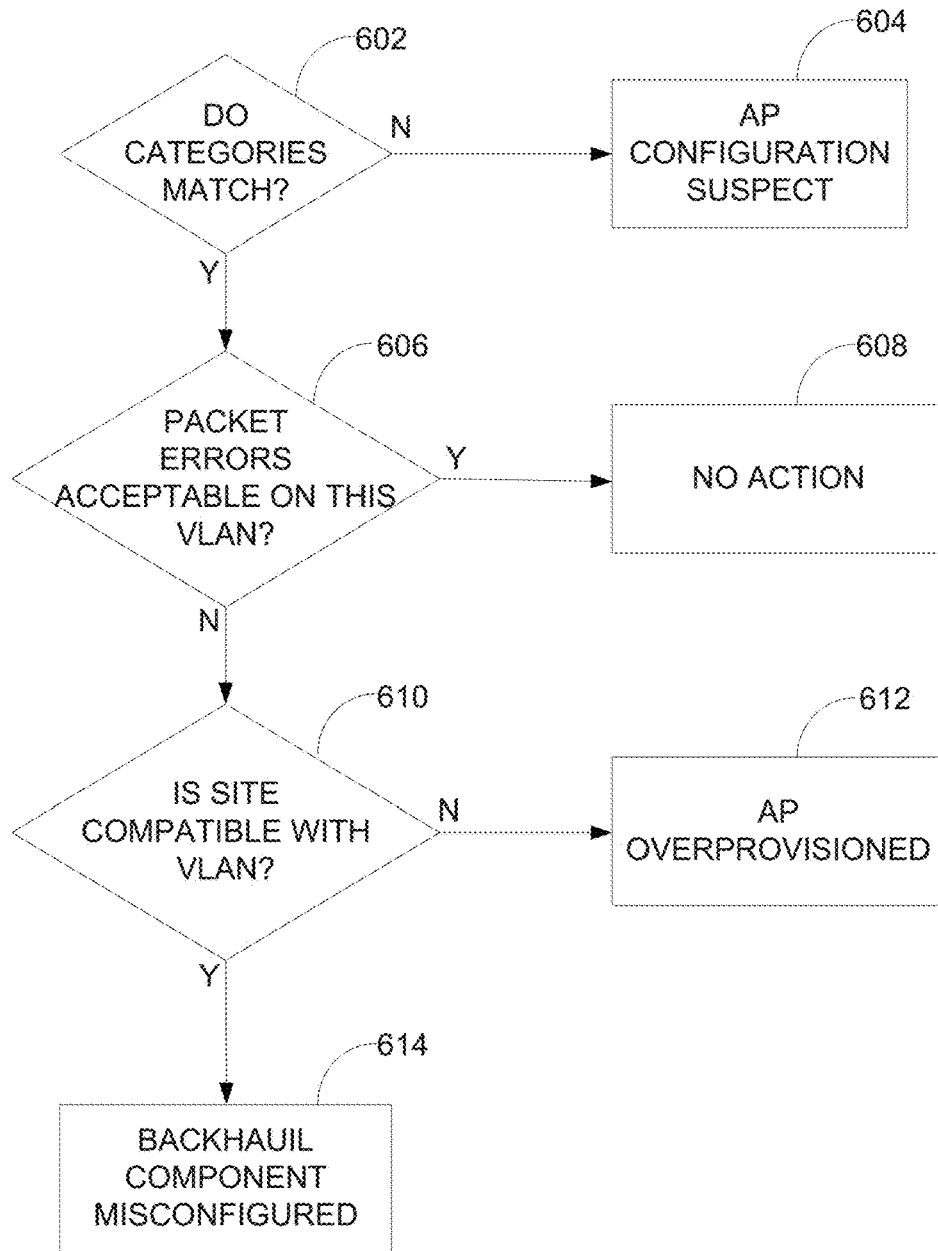 602
DO
CATEGORIES
MATCH?
N
604
AP
CONFIGURATION
SUSPECT
Y
606
PACKET
ERRORS
ACCEPTABLE ON THIS
VLAN?
Y
608
NO ACTION
N
610
IS SITE
COMPATIBLE WITH
VLAN?
N
612
AP
OVERPROVISIONED
Y
614
BACKHAUIL
COMPONENT
MISCONFIGURED